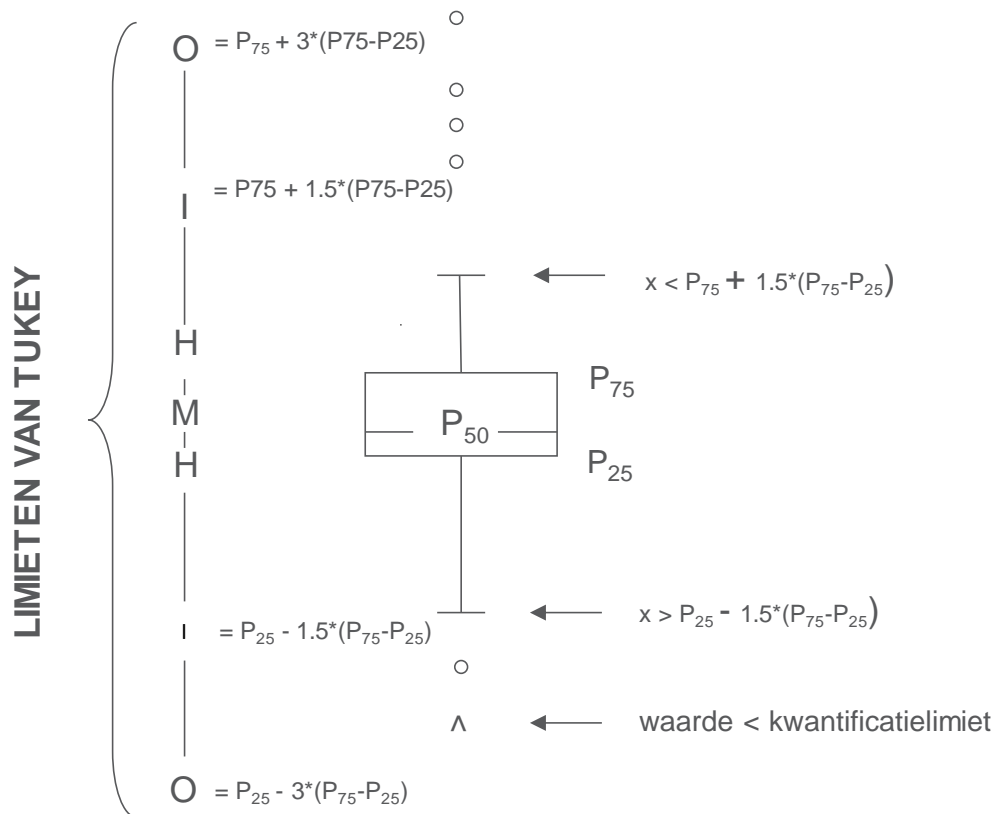 LIMIETEN VAN TUKEY
O = P75 + 3*(P75-P25)
I = P75 + 1.5*(P75-P25)
x < P75 + 1.5*(P75-P25)
H
P75
M
P50
H
P25
x > P25 - 1.5*(P75-P25)
I = P25 - 1.5*(P75-P25)
^ waarde < kwantificatielimiet
O = P25 - 3*(P75-P25)